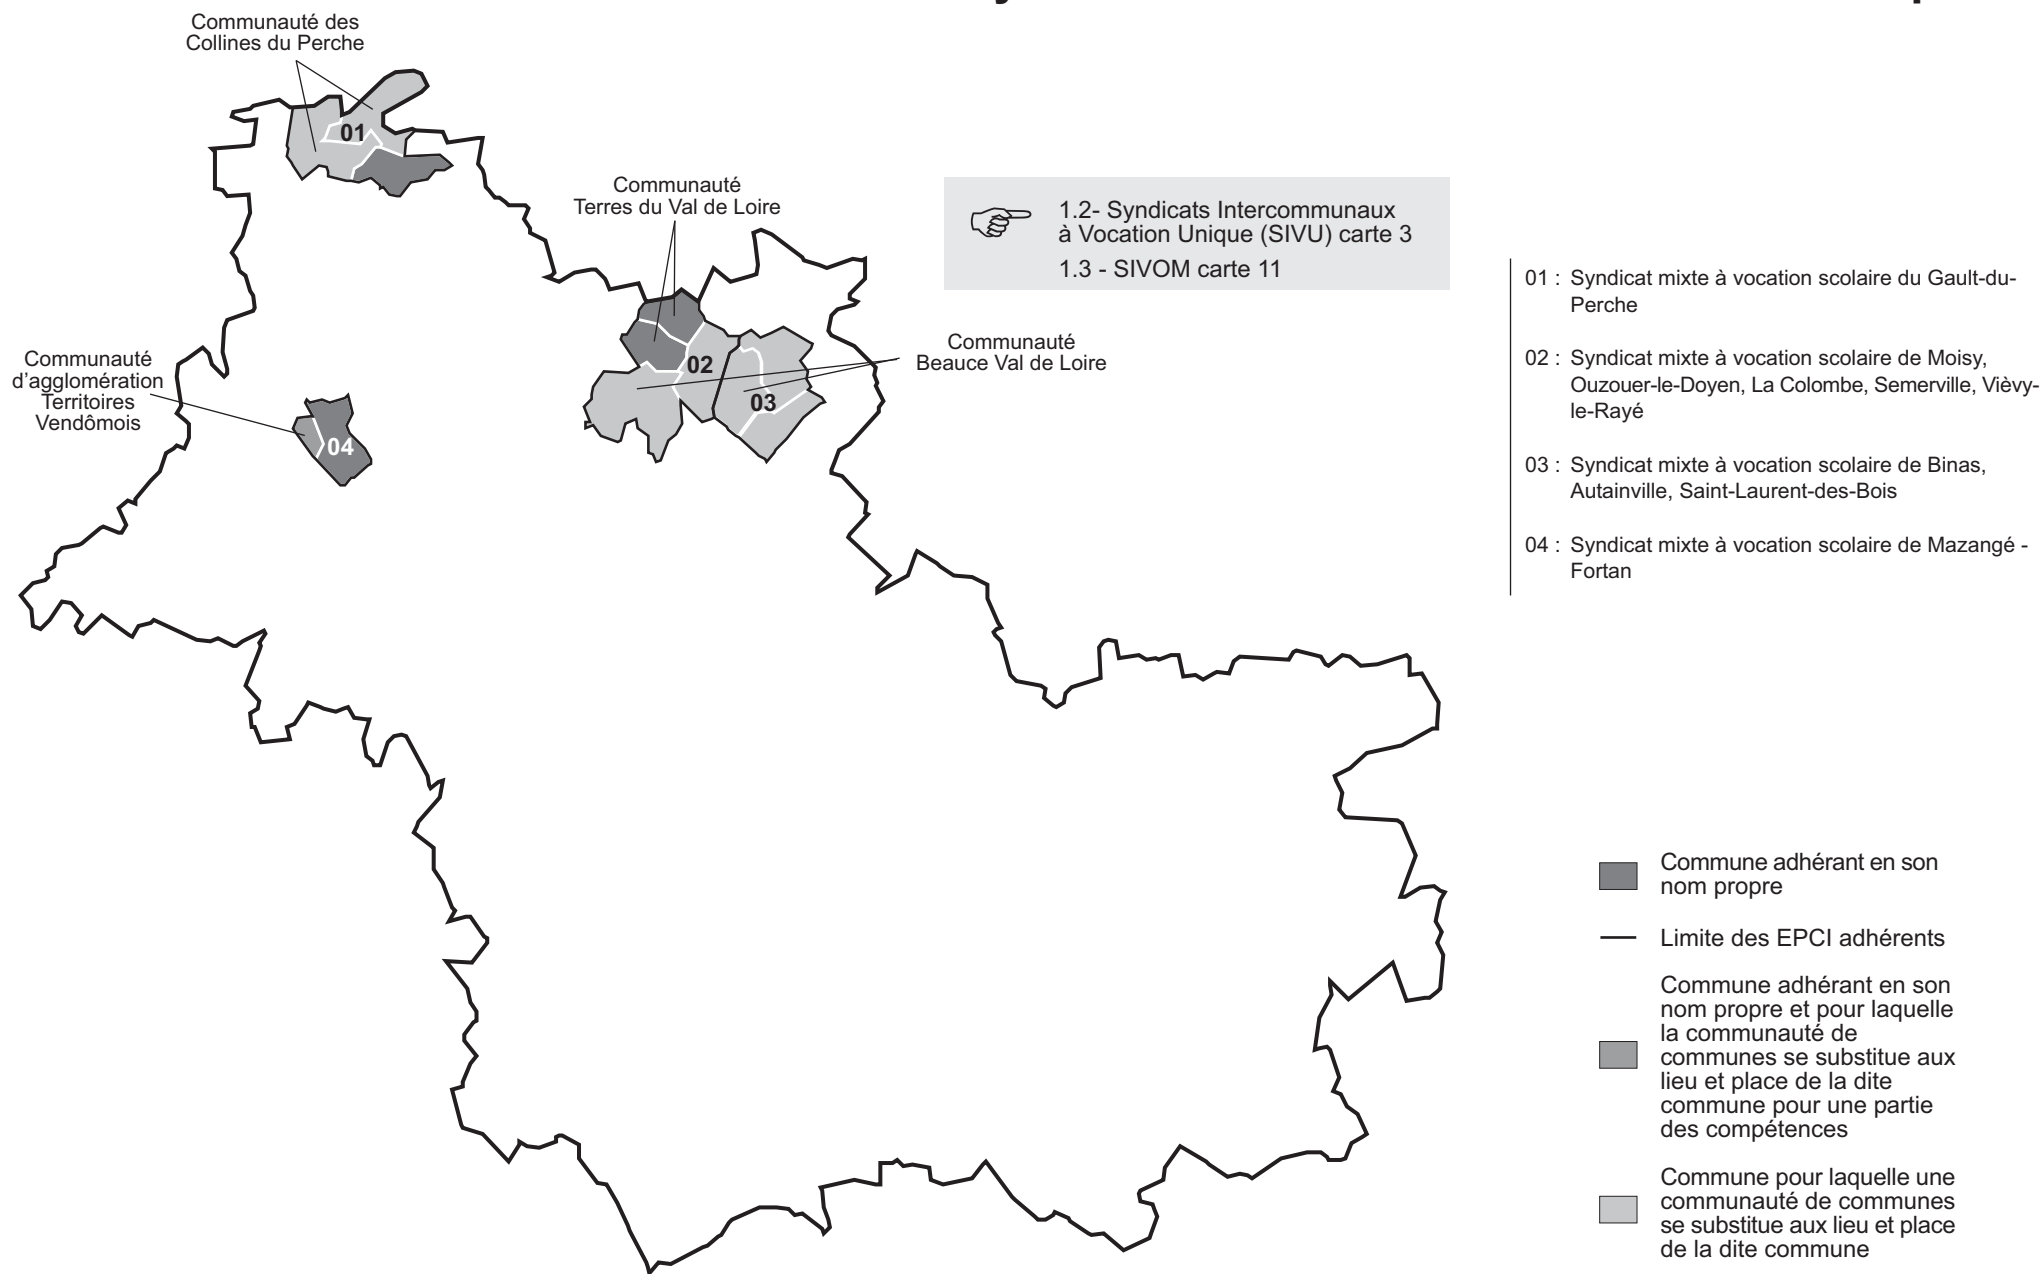 Communauté des
Collines du Perche
01
Communauté
Terres du Val de Loire
1.2- Syndicats Intercommunaux
à Vocation Unique (SIVU) carte 3
1.3 - SIVOM carte 11
01 : Syndicat mixte à vocation scolaire du Gault-du-
Perche
02 : Syndicat mixte à vocation scolaire de Moisy,
Ouzouer-le-Doyen, La Colombe, Semerville, Vièvy-
le-Rayé
03 : Syndicat mixte à vocation scolaire de Binas,
Autainville, Saint-Laurent-des-Bois
04 : Syndicat mixte à vocation scolaire de Mazangé -
Fortan
Communauté
Beauce Val de Loire
02
03
Communauté
d'agglomération
Territoires
Vendômois
04
Commune adhérant en son
nom propre
Limite des EPCI adhérents
Commune adhérant en son
nom propre et pour laquelle
la communauté de
communes se substitue aux
lieu et place de la dite
commune pour une partie
des compétences
Commune pour laquelle une
communauté de communes
se substitue aux lieu et place
de la dite commune